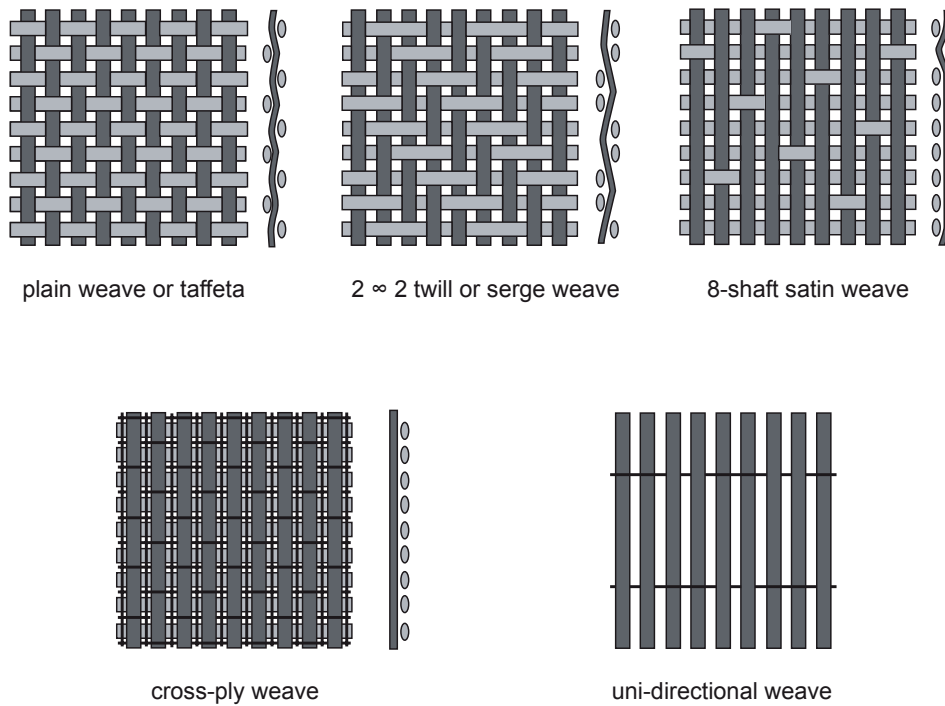 plain weave or taffeta
2 ∞ 2 twill or serge weave
8-shaft satin weave
cross-ply weave
uni-directional weave